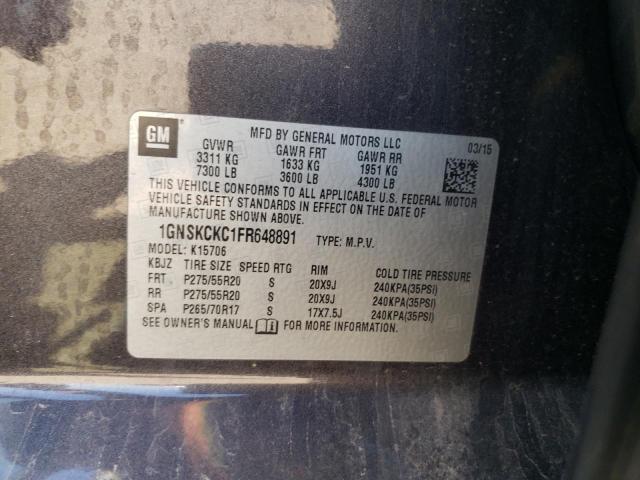 GM
MFD BY GENERAL MOTORS LLC 03/15
GVWR GAWR FRT GAWR RR
3311 KG 1633 KG 1951 KG
7300 LB 3600 LB 4300 LB
THIS VEHICLE CONFORMS TO ALL APPLICABLE U.S. FEDERAL MOTOR
VEHICLE SAFETY STANDARDS IN EFFECT ON THE DATE OF
MANUFACTURE SHOWN ABOVE.
1GNSKCKC1FR648891 TYPE: M.P.V.
MODEL: K15706
KBJZ TIRE SIZE SPEED RTG RIM COLD TIRE PRESSURE
FRT P275/55R20 S 20X9J 240KPA(35PSI)
RR P275/55R20 S 20X9J 240KPA(35PSI)
SPA P265/70R17 S 17X7.5J 240KPA(35PSI)
SEE OWNER'S MANUAL FOR MORE INFORMATION.